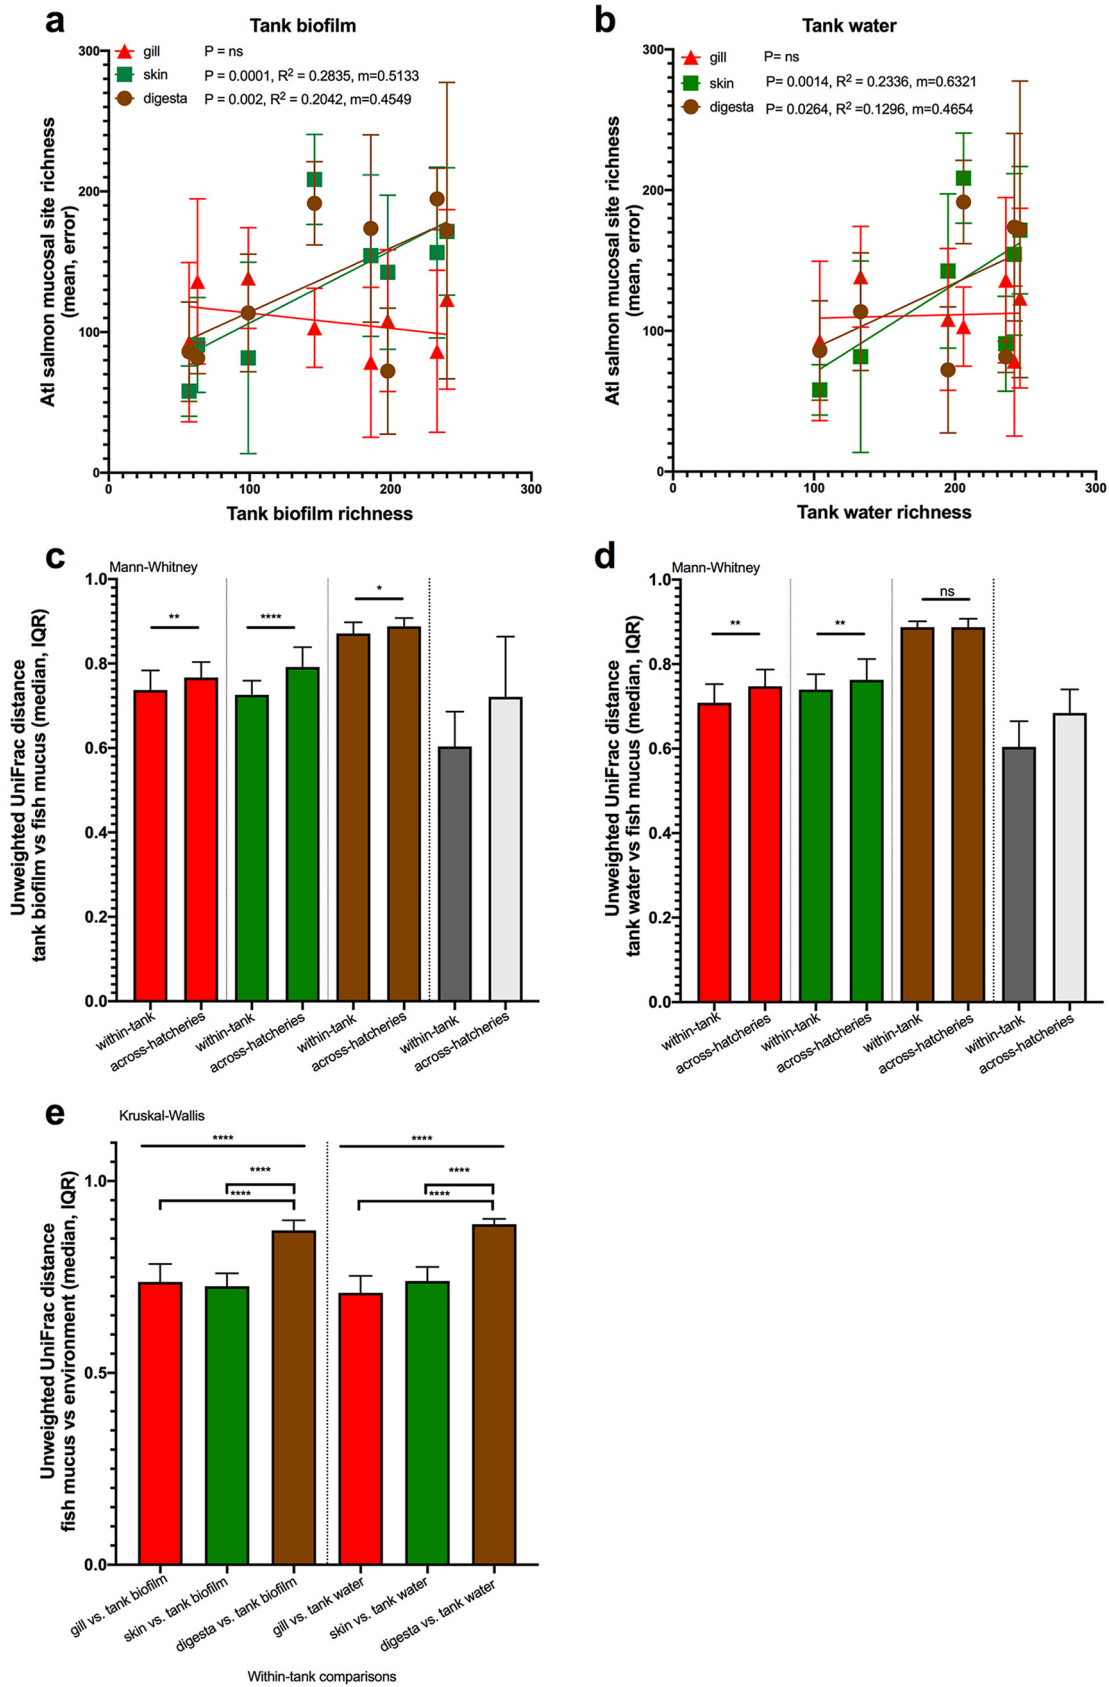 a
Tank biofilm
gill P = ns
skin P = 0.0001, R2 = 0.2835, m=0.5133
digesta P = 0.002, R2 = 0.2042, m=0.4549
Atl salmon mucosal site richness
(mean, error)
300
200
100
0
0 100 200 300
Tank biofilm richness
b
Tank water
gill P= ns
skin P= 0.0014, R2 = 0.2336, m=0.6321
digesta P= 0.0264, R2 =0.1296, m=0.4654
Atl salmon mucosal site richness
(mean, error)
300
200
100
0
0 100 200 300
Tank water richness
c
Mann-Whitney
Unweighted UniFrac distance
tank biofilm vs fish mucus (median, IQR)
1.0
0.8
0.6
0.4
0.2
0.0
** **** *
within-tank across-hatcheries within-tank across-hatcheries within-tank across-hatcheries within-tank across-hatcheries
d
Mann-Whitney
Unweighted UniFrac distance
tank water vs fish mucus (median, IQR)
1.0
0.8
0.6
0.4
0.2
0.0
** ** ns
within-tank across-hatcheries within-tank across-hatcheries within-tank across-hatcheries within-tank across-hatcheries
e
Kruskal-Wallis
Unweighted UniFrac distance
fish mucus vs environment (median, IQR)
1.0
0.5
0.0
**** ****
**** ****
**** ****
gill vs. tank biofilm skin vs. tank biofilm digesta vs. tank biofilm gill vs. tank water skin vs. tank water digesta vs. tank water
Within-tank comparisons